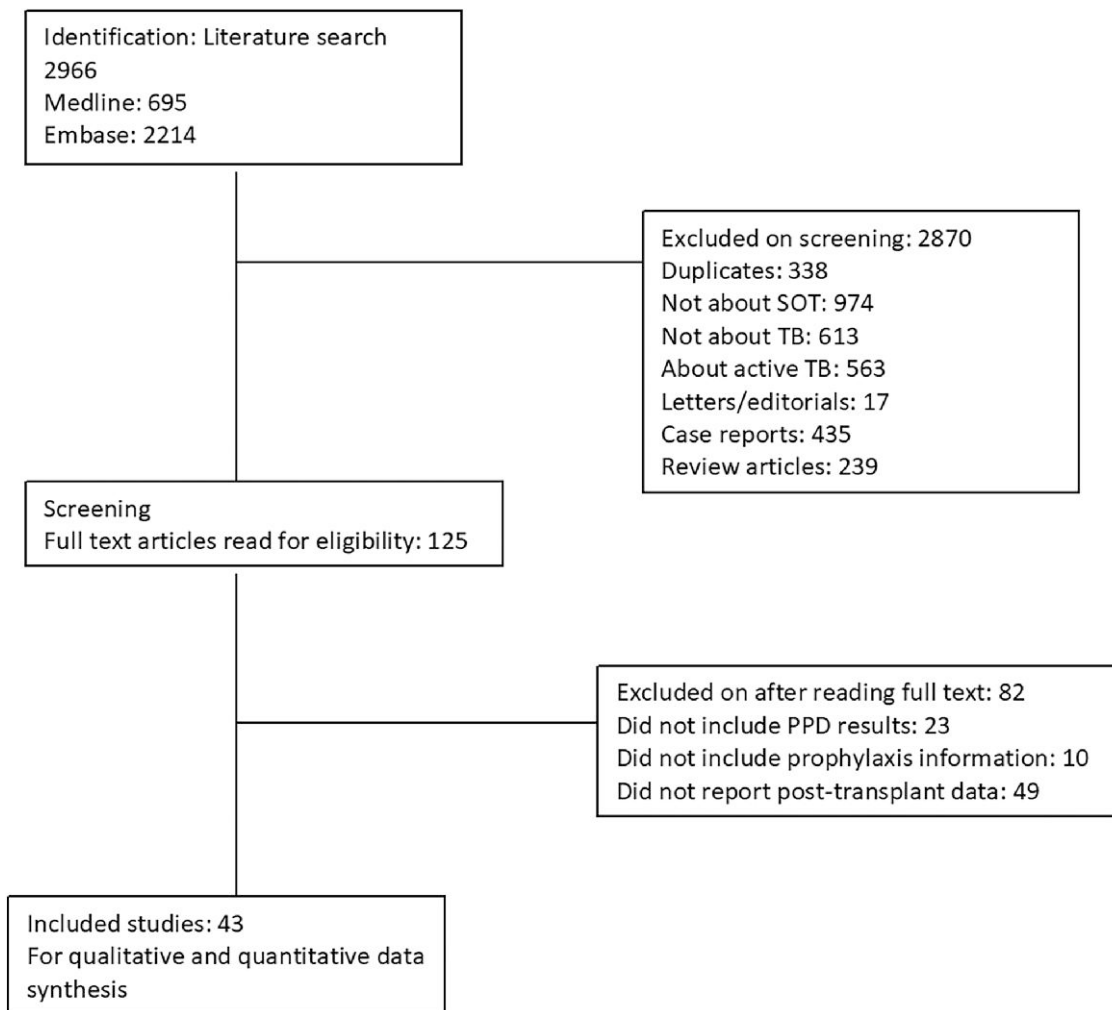 Identification: Literature search
2966
Medline: 695
Embase: 2214
Excluded on screening: 2870
Duplicates: 338
Not about SOT: 974
Not about TB: 613
About active TB: 563
Letters/editorials: 17
Case reports: 435
Review articles: 239
Screening
Full text articles read for eligibility: 125
Excluded on after reading full text: 82
Did not include PPD results: 23
Did not include prophylaxis information: 10
Did not report post-transplant data: 49
Included studies: 43
For qualitative and quantitative data
synthesis